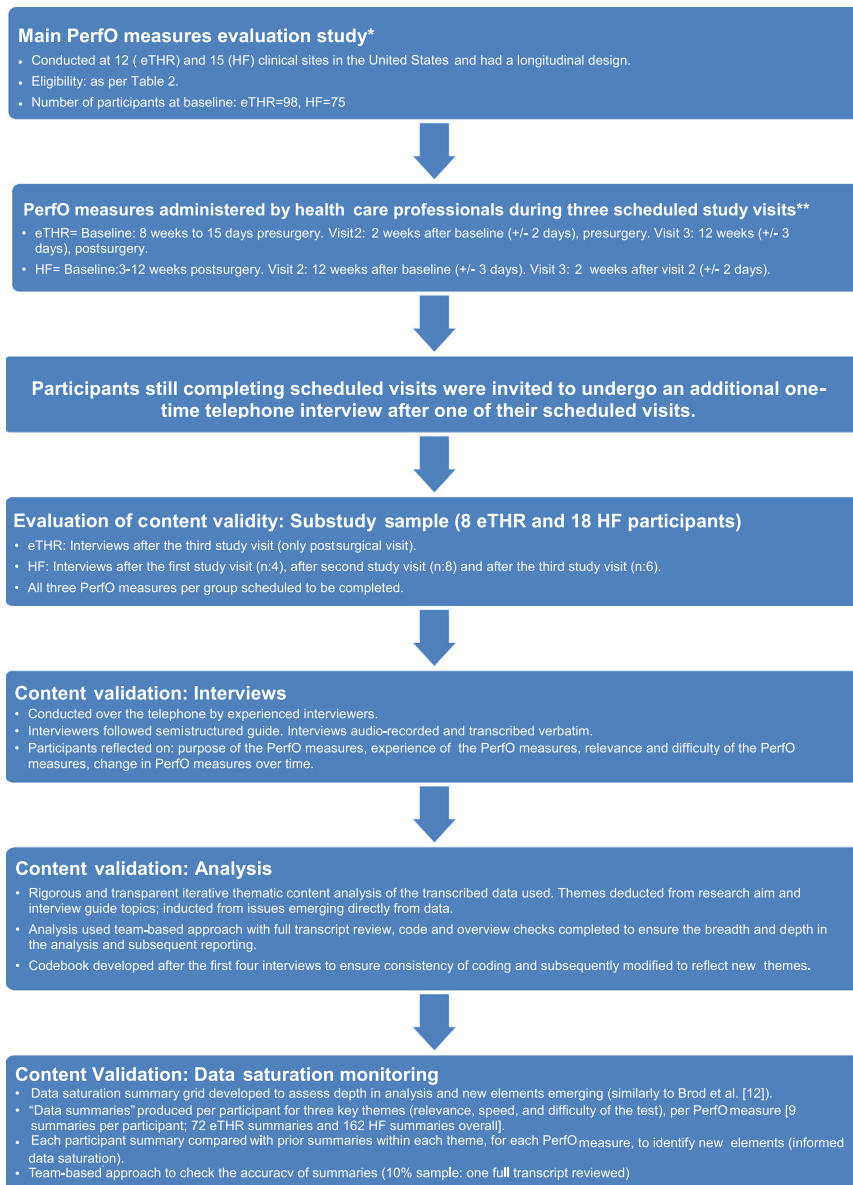 Main PerfO measures evaluation study*
• Conducted at 12 ( eTHR) and 15 (HF) clinical sites in the United States and had a longitudinal design.
• Eligibility: as per Table 2.
• Number of participants at baseline: eTHR=98, HF=75
PerfO measures administered by health care professionals during three scheduled study visits**
• eTHR= Baseline: 8 weeks to 15 days presurgery. Visit2: 2 weeks after baseline (+/- 2 days), presurgery. Visit 3: 12 weeks (+/- 3
days), postsurgery.
• HF= Baseline:3-12 weeks postsurgery. Visit 2: 12 weeks after baseline (+/- 3 days). Visit 3: 2 weeks after visit 2 (+/- 2 days).
Participants still completing scheduled visits were invited to undergo an additional one-
time telephone interview after one of their scheduled visits.
Evaluation of content validity: Substudy sample (8 eTHR and 18 HF participants)
• eTHR: Interviews after the third study visit (only postsurgical visit).
• HF: Interviews after the first study visit (n:4), after second study visit (n:8) and after the third study visit (n:6).
• All three PerfO measures per group scheduled to be completed.
Content validation: Interviews
• Conducted over the telephone by experienced interviewers.
• Interviewers followed semistructured guide. Interviews audio-recorded and transcribed verbatim.
• Participants reflected on: purpose of the PerfO measures, experience of the PerfO measures, relevance and difficulty of the PerfO
measures, change in PerfO measures over time.
Content validation: Analysis
• Rigorous and transparent iterative thematic content analysis of the transcribed data used. Themes deducted from research aim and
interview guide topics; inducted from issues emerging directly from data.
• Analysis used team-based approach with full transcript review, code and overview checks completed to ensure the breadth and depth in
the analysis and subsequent reporting.
• Codebook developed after the first four interviews to ensure consistency of coding and subsequently modified to reflect new themes.
Content Validation: Data saturation monitoring
• Data saturation summary grid developed to assess depth in analysis and new elements emerging (similarly to Brod et al. [12]).
• “Data summaries” produced per participant for three key themes (relevance, speed, and difficulty of the test), per PerfO measure [9
summaries per participant; 72 eTHR summaries and 162 HF summaries overall].
• Each participant summary compared with prior summaries within each theme, for each PerfO measure, to identify new elements (informed
data saturation).
• Team-based approach to check the accuracy of summaries (10% sample: one full transcript reviewed)